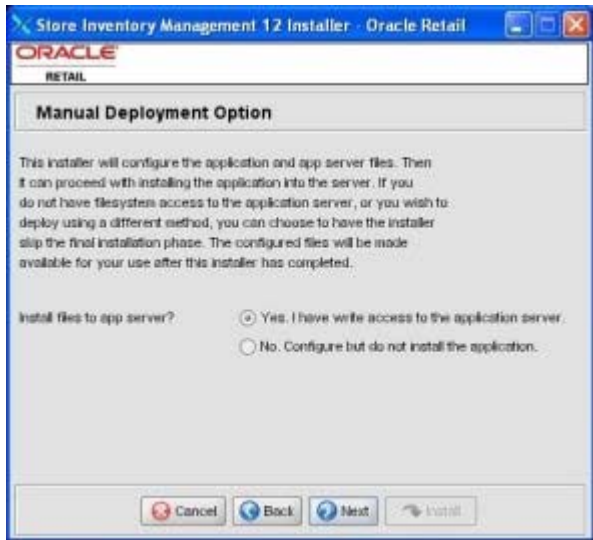 Store Inventory Management 12 Installer - Oracle Retail
ORACLE
RETAIL
Manual Deployment Option
This installer will configure the application and app server files. Then
it can proceed with installing the application into the server. If you
do not have filesystem access to the application server, or you wish to
deploy using a different method, you can choose to have the installer
skip the final installation phase. The configured files will be made
available for your use after this installer has completed.
Install files to app server?
Yes. I have write access to the application server.
No. Configure but do not install the application.
Cancel
Back
Next
Install